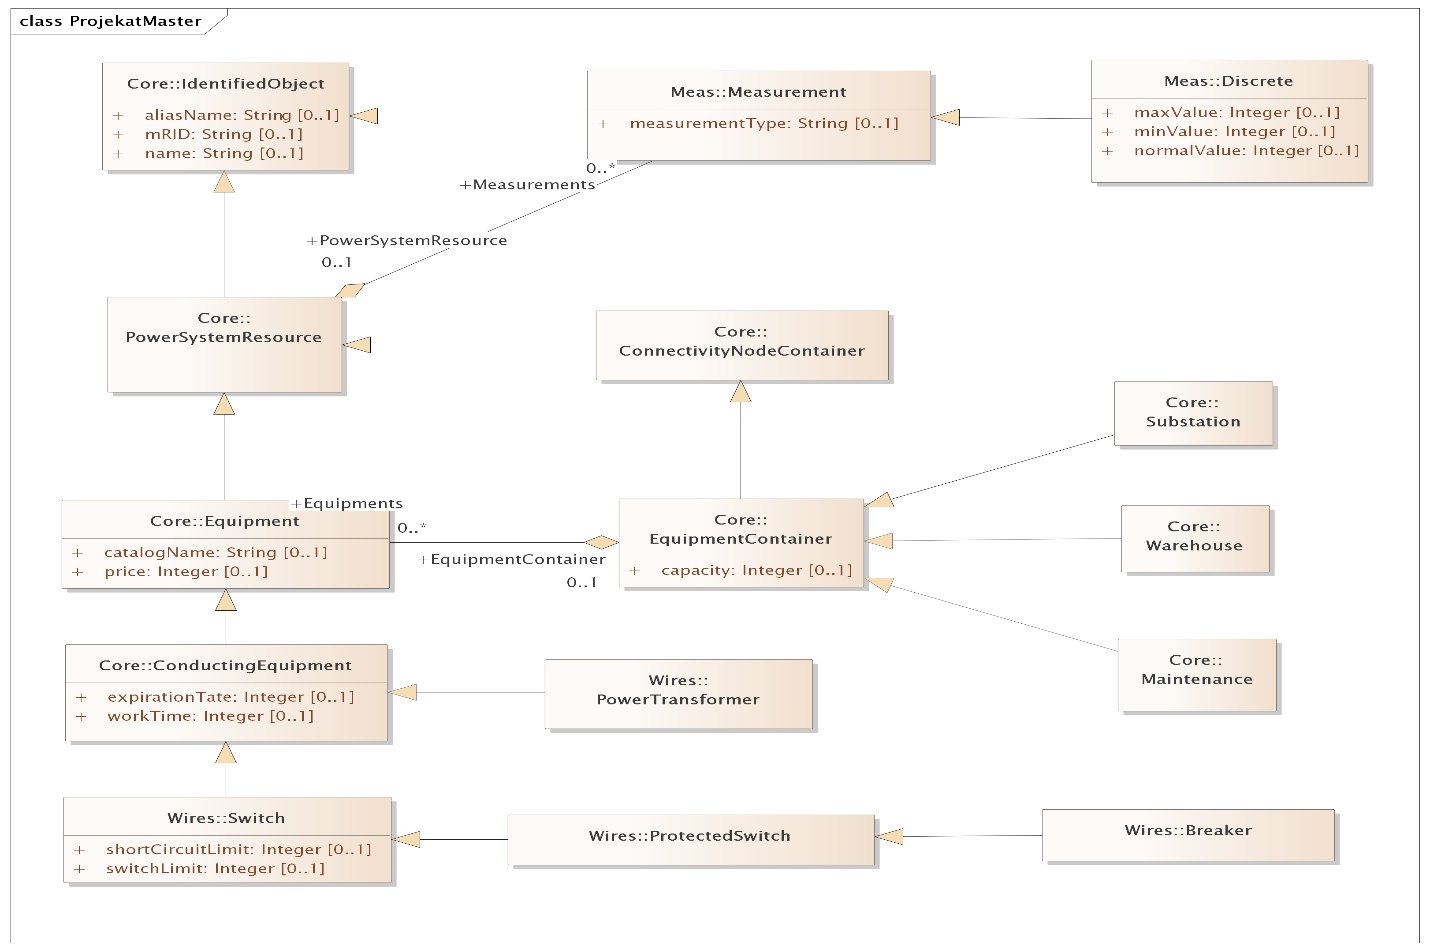 class ProjekatMaster
Core::IdentifiedObject
+ aliasName: String [0..1]
+ mRID: String [0..1]
+ name: String [0..1]
Meas::Measurement
+ measurementType: String [0..1]
Meas::Discrete
+ maxValue: Integer [0..1]
+ minValue: Integer [0..1]
+ normalValue: Integer [0..1]
0..*
+Measurements
+PowerSystemResource
0..1
Core::
PowerSystemResource
Core::
ConnectivityNodeContainer
Core::
Substation
+Equipments
0..*
Core::Equipment
+ catalogName: String [0..1]
+ price: Integer [0..1]
+EquipmentContainer
0..1
Core::
EquipmentContainer
+ capacity: Integer [0..1]
Core::
Warehouse
Core::
Maintenance
Core::ConductingEquipment
+ expirationTate: Integer [0..1]
+ workTime: Integer [0..1]
Wires::
PowerTransformer
Wires::Switch
+ shortCircuitLimit: Integer [0..1]
+ switchLimit: Integer [0..1]
Wires::ProtectedSwitch
Wires::Breaker